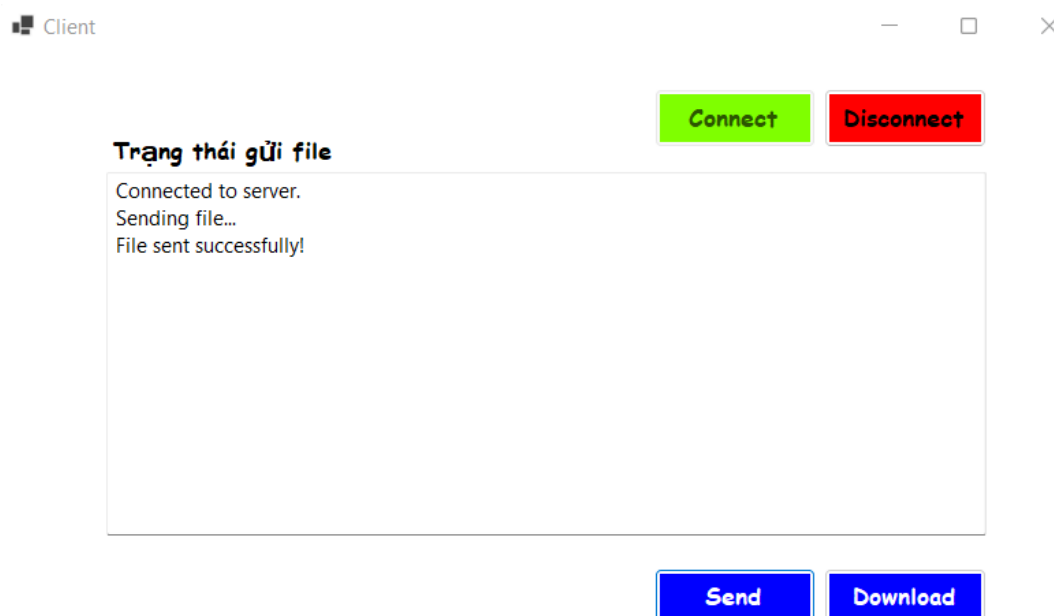 Client
Connect
Disconnect
Trạng thái gửi file
Connected to server.
Sending file...
File sent successfully!
Send
Download